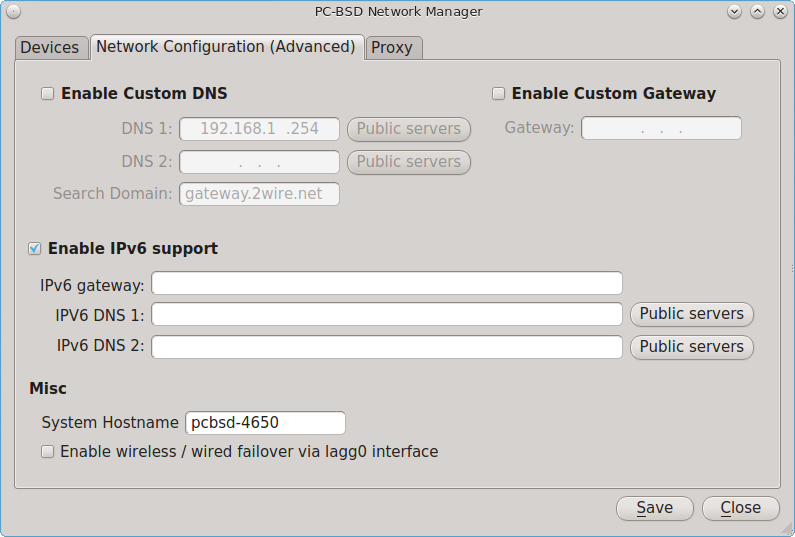 PC-BSD Network Manager
Devices Network Configuration (Advanced) Proxy
Enable Custom DNS Enable Custom Gateway
DNS 1: 192.168.1 .254 Public servers Gateway: . . .
DNS 2: . . . Public servers
Search Domain: gateway.2wire.net
Enable IPv6 support
IPv6 gateway:
IPV6 DNS 1: Public servers
IPv6 DNS 2: Public servers
Misc
System Hostname pcbsd-4650
Enable wireless / wired failover via lagg0 interface
Save Close